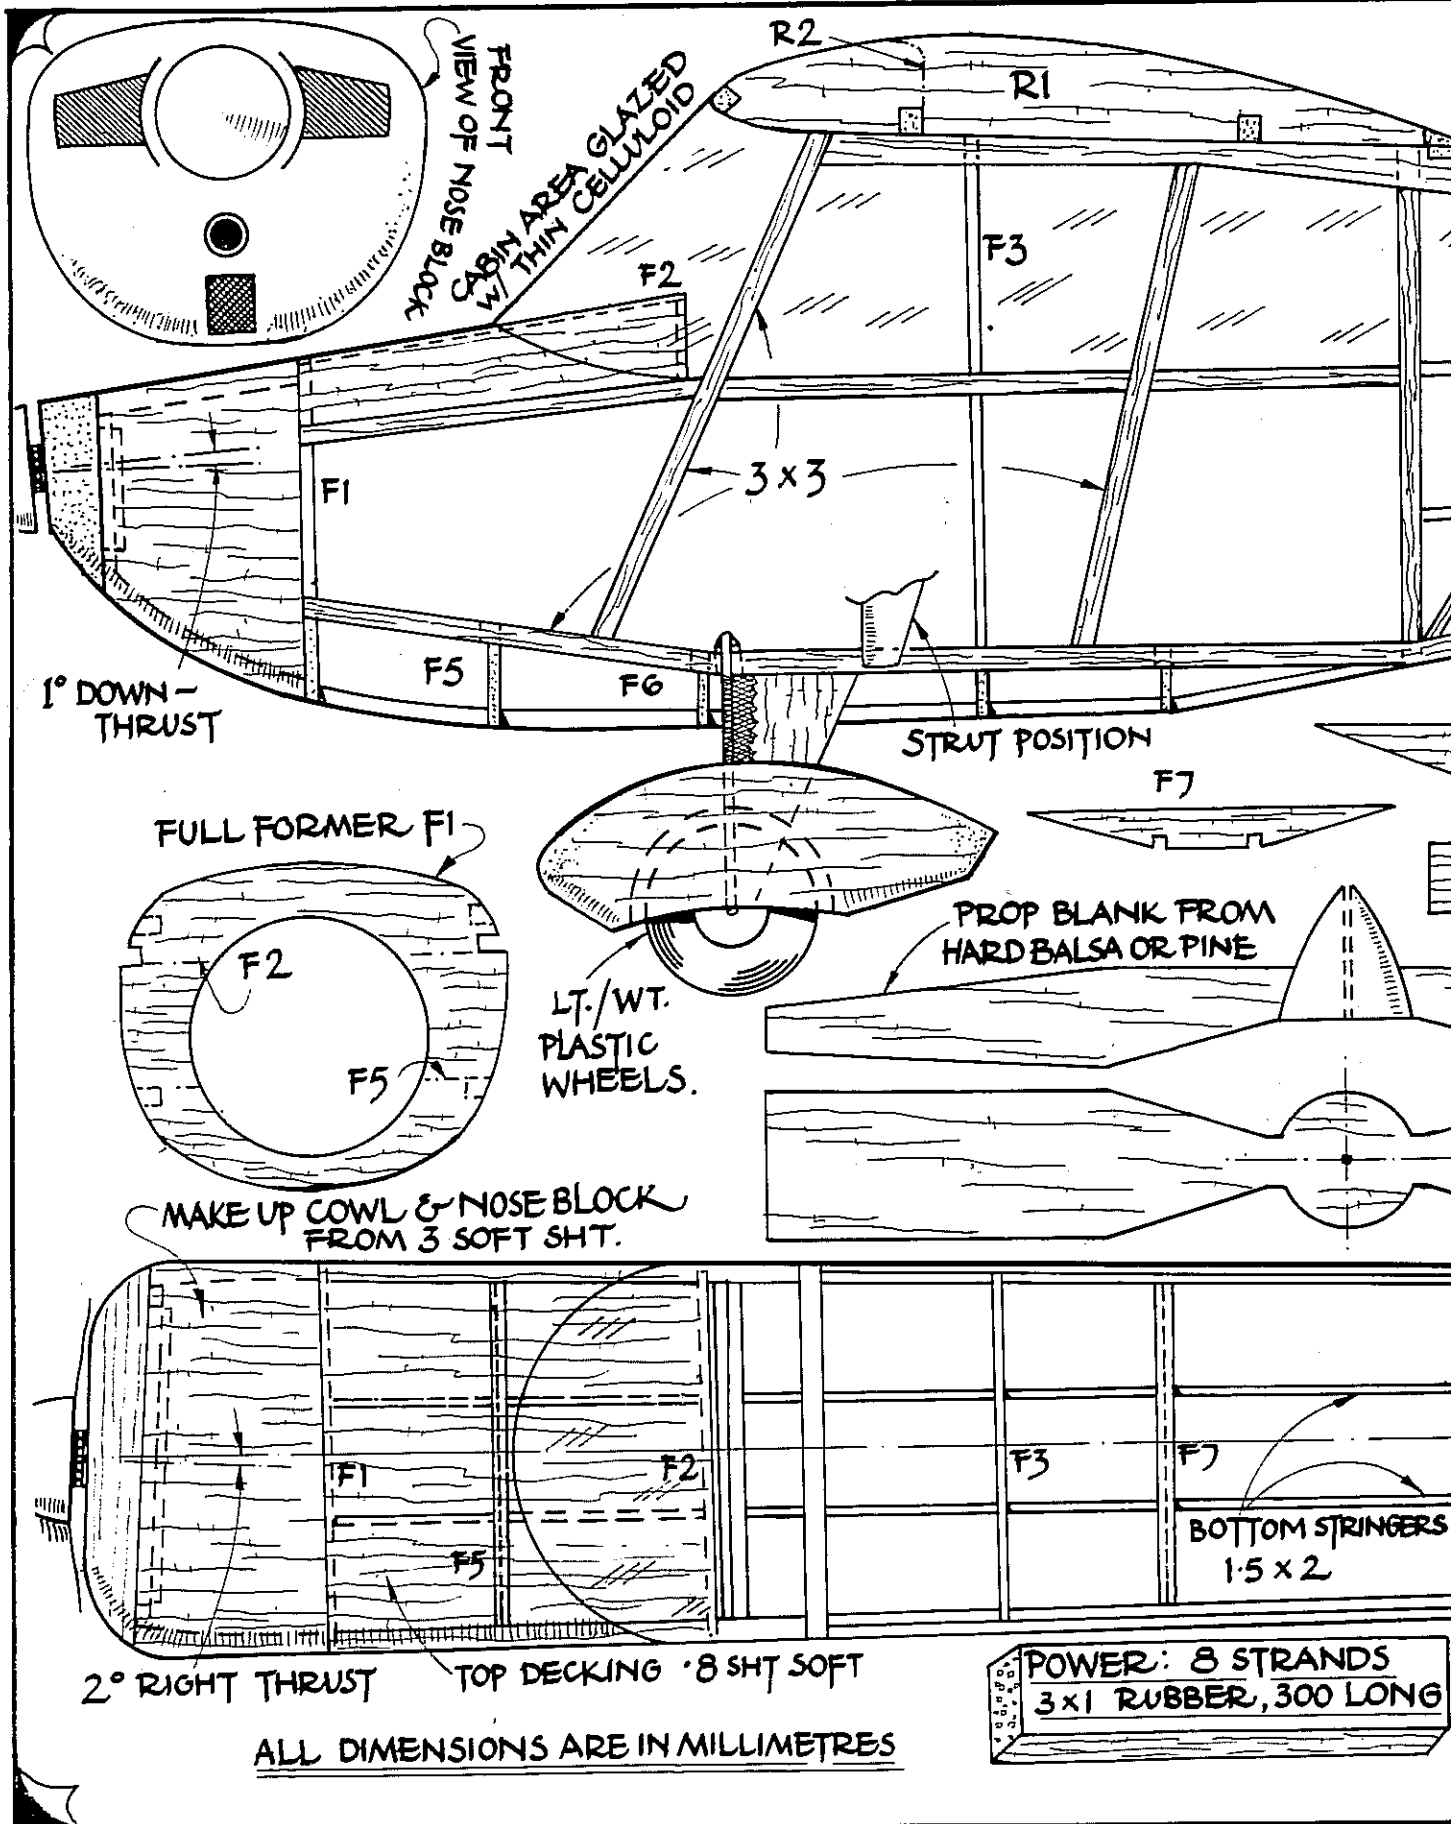 FRONT
VIEW OF NOSE BLOCK
CABIN AREA GLAZED
W/ THIN CELLULOID
R2
R1
F2
F3
F1
3 x 3
F5
F6
1° DOWN-
THRUST
STRUT POSITION
F7
FULL FORMER F1
F2
F5
LT./WT.
PLASTIC
WHEELS.
PROP BLANK FROM
HARD BALSA OR PINE
MAKE UP COWL & NOSE BLOCK
FROM 3 SOFT SHT.
F1
F2
F3
F7
F5
BOTTOM STRINGERS
1·5 x 2
2° RIGHT THRUST
TOP DECKING ·8 SHT SOFT
POWER: 8 STRANDS
3x1 RUBBER, 300 LONG
ALL DIMENSIONS ARE IN MILLIMETRES